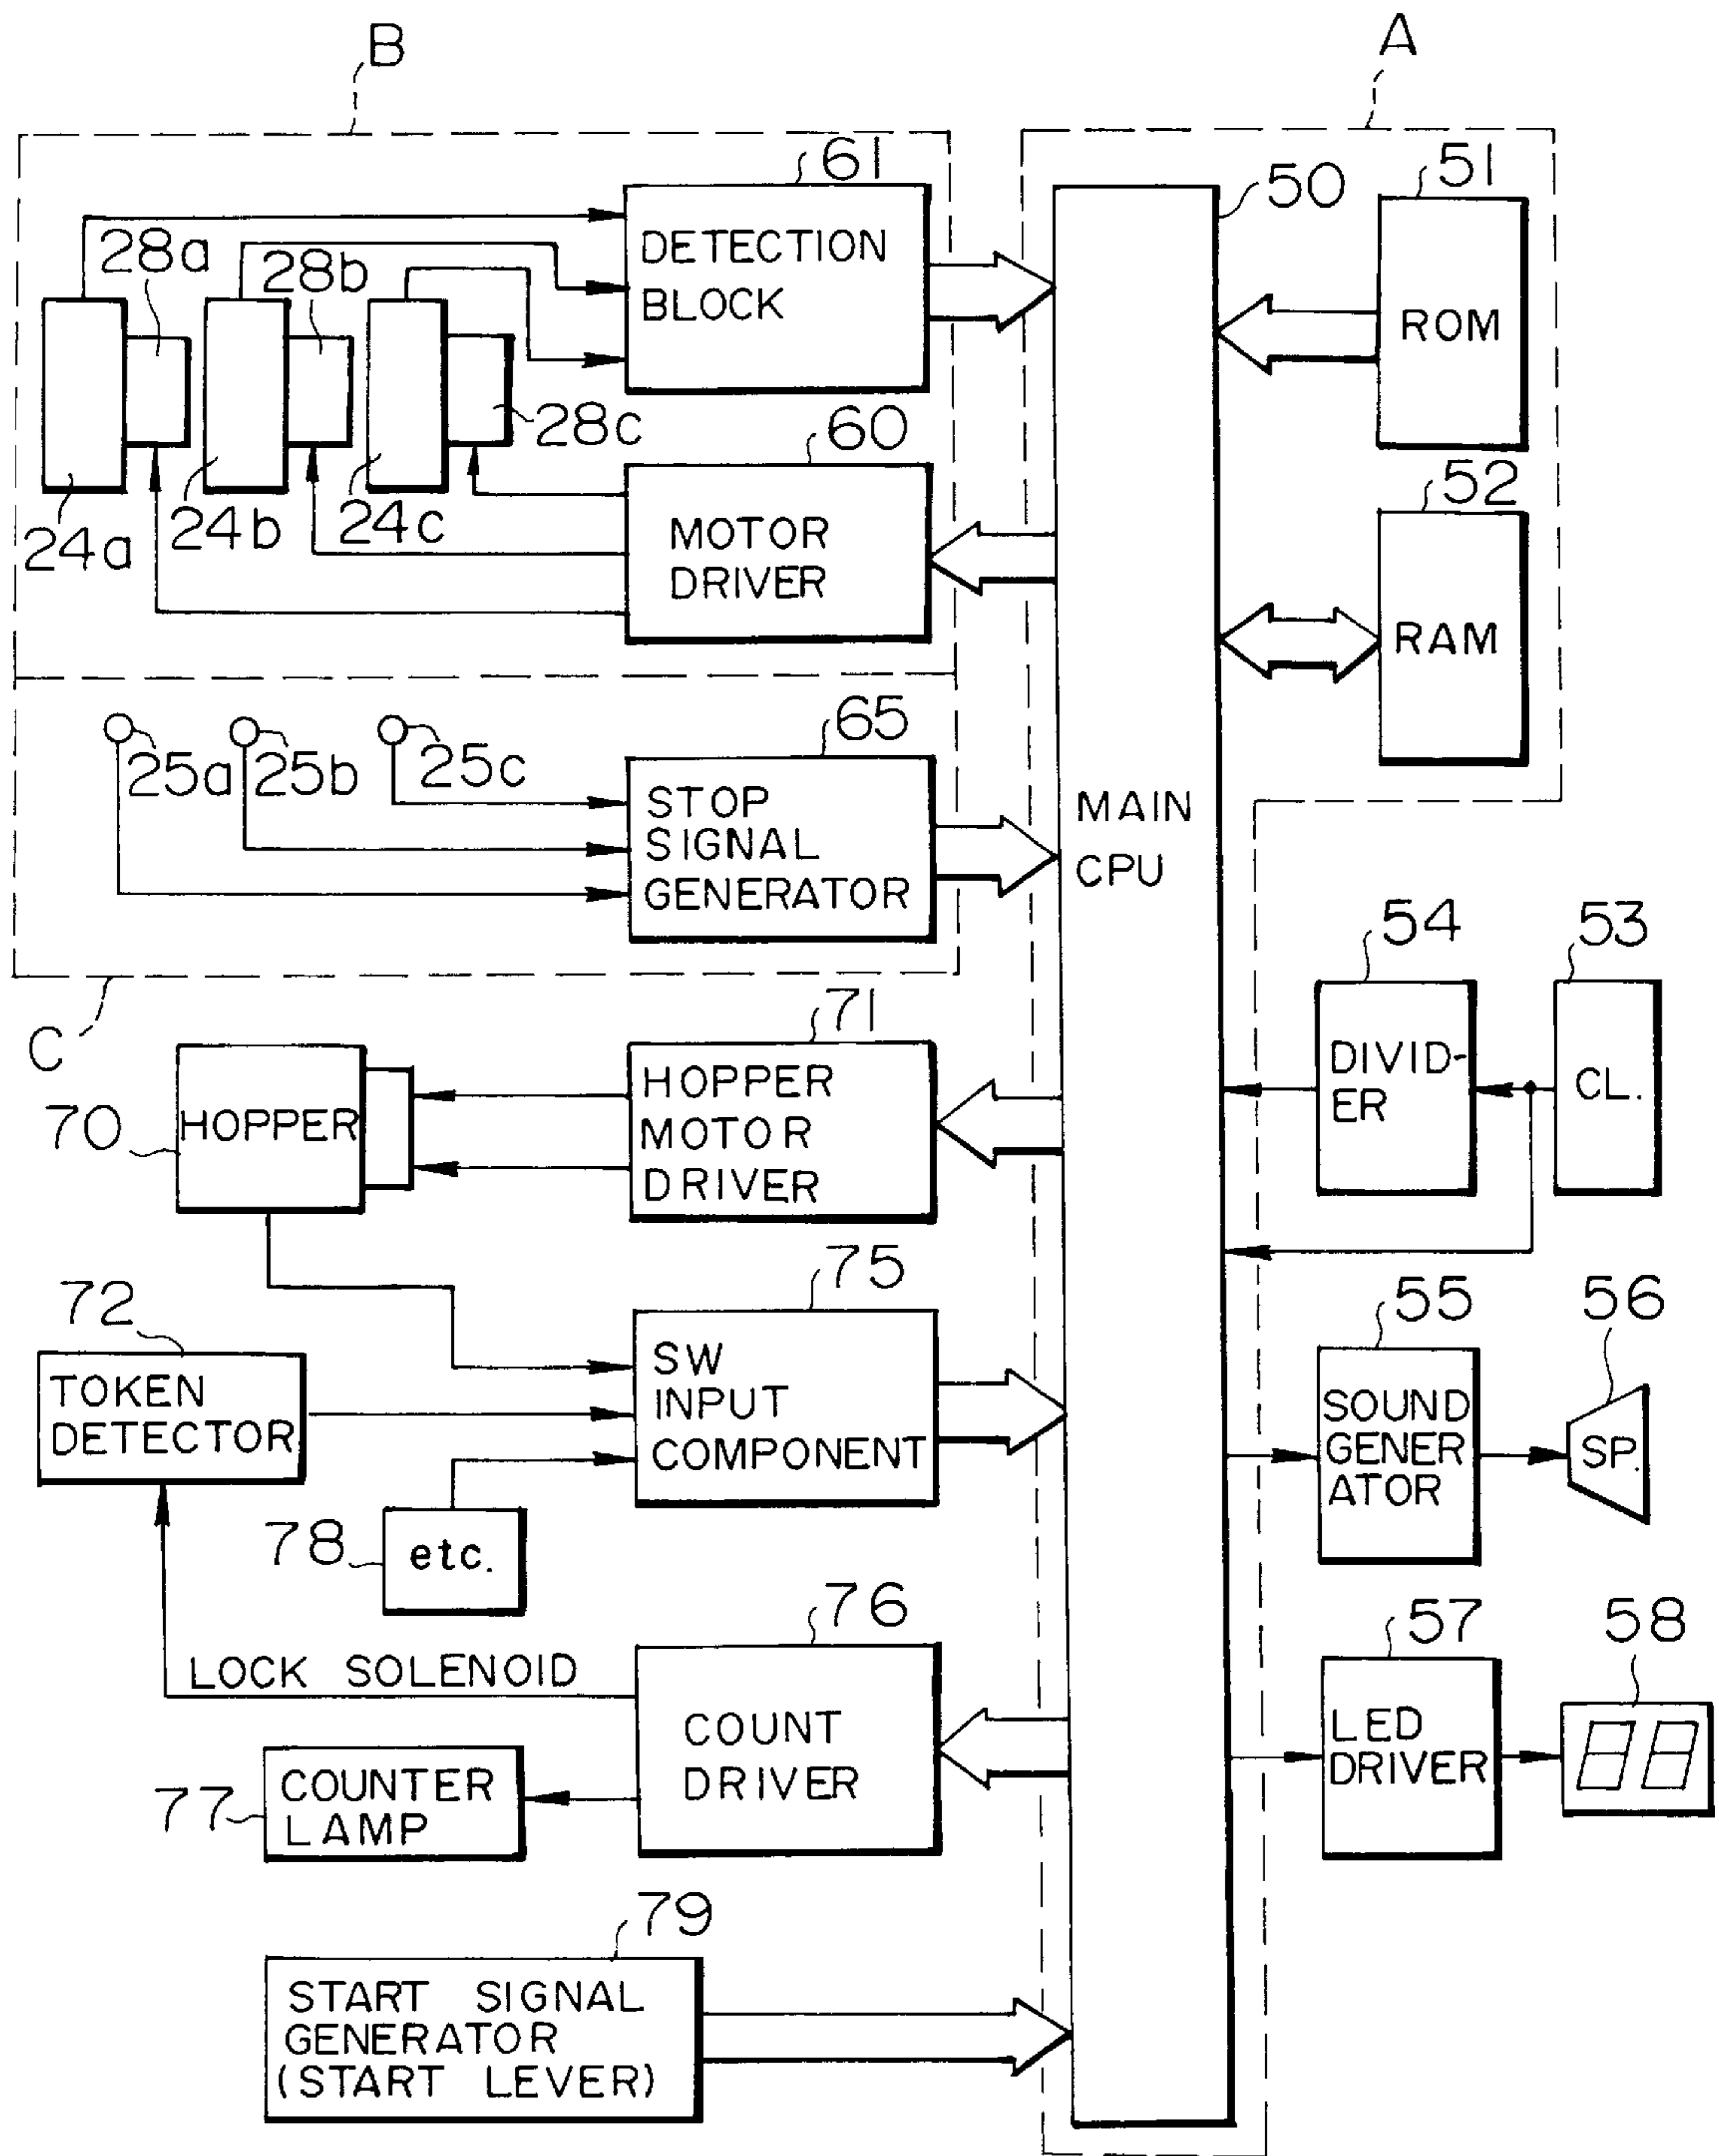 B
A
61
50
51
28a
28b
DETECTION
BLOCK
ROM
28c
60
52
24a
24b
24c
MOTOR
DRIVER
RAM
25a
25b
25c
65
STOP
SIGNAL
GENERATOR
MAIN
CPU
54
53
C
71
DIVID-
ER
CL.
70
HOPPER
HOPPER
MOTOR
DRIVER
72
75
55
56
TOKEN
DETECTOR
SW
INPUT
COMPONENT
SOUND
GENER
ATOR
SP.
78
etc.
76
57
58
LOCK SOLENOID
COUNT
DRIVER
LED
DRIVER
88
77
COUNTER
LAMP
79
START SIGNAL
GENERATOR
(START LEVER)